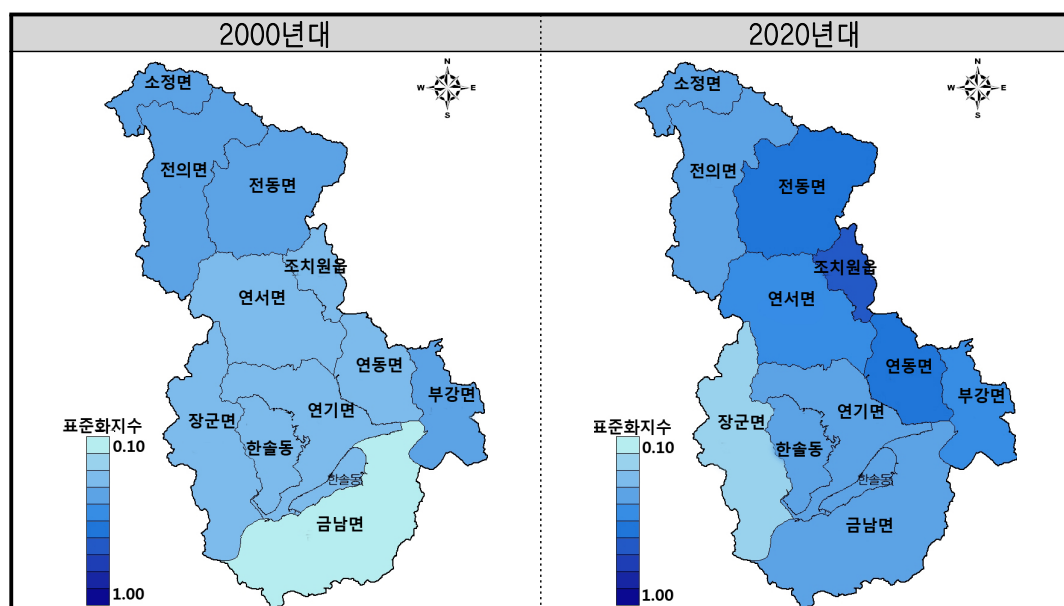 2000년대
2020년대
N
W E
S
소정면
전의면
전동면
조치원읍
연서면
연동면
부강면
장군면
연기면
한솔동
한솔동
금남면
표준화지수
0.10
1.00
N
W E
S
소정면
전의면
전동면
조치원읍
연서면
연동면
부강면
장군면
연기면
한솔동
한솔동
금남면
표준화지수
0.10
1.00